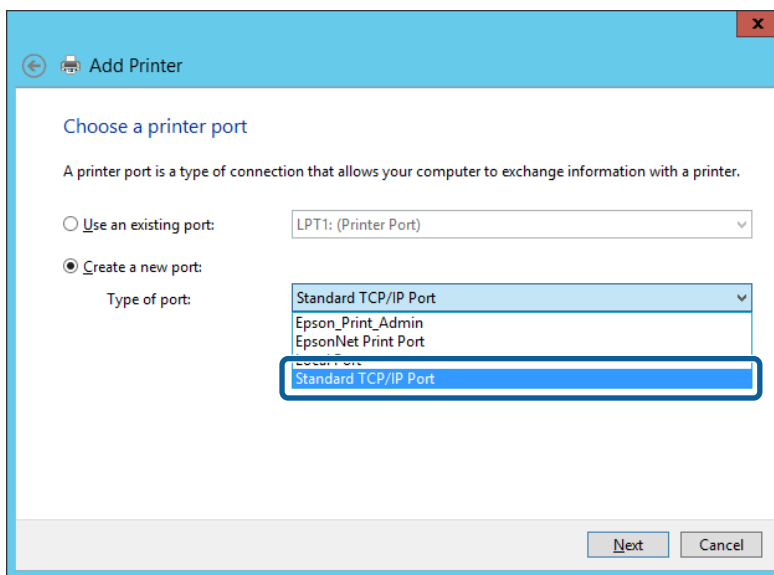 x
Add Printer
Choose a printer port
A printer port is a type of connection that allows your computer to exchange information with a printer.
Use an existing port: LPT1: (Printer Port)
Create a new port:
Type of port: Standard TCP/IP Port
Epson_Print_Admin
EpsonNet Print Port
Local Port
Standard TCP/IP Port
Next Cancel